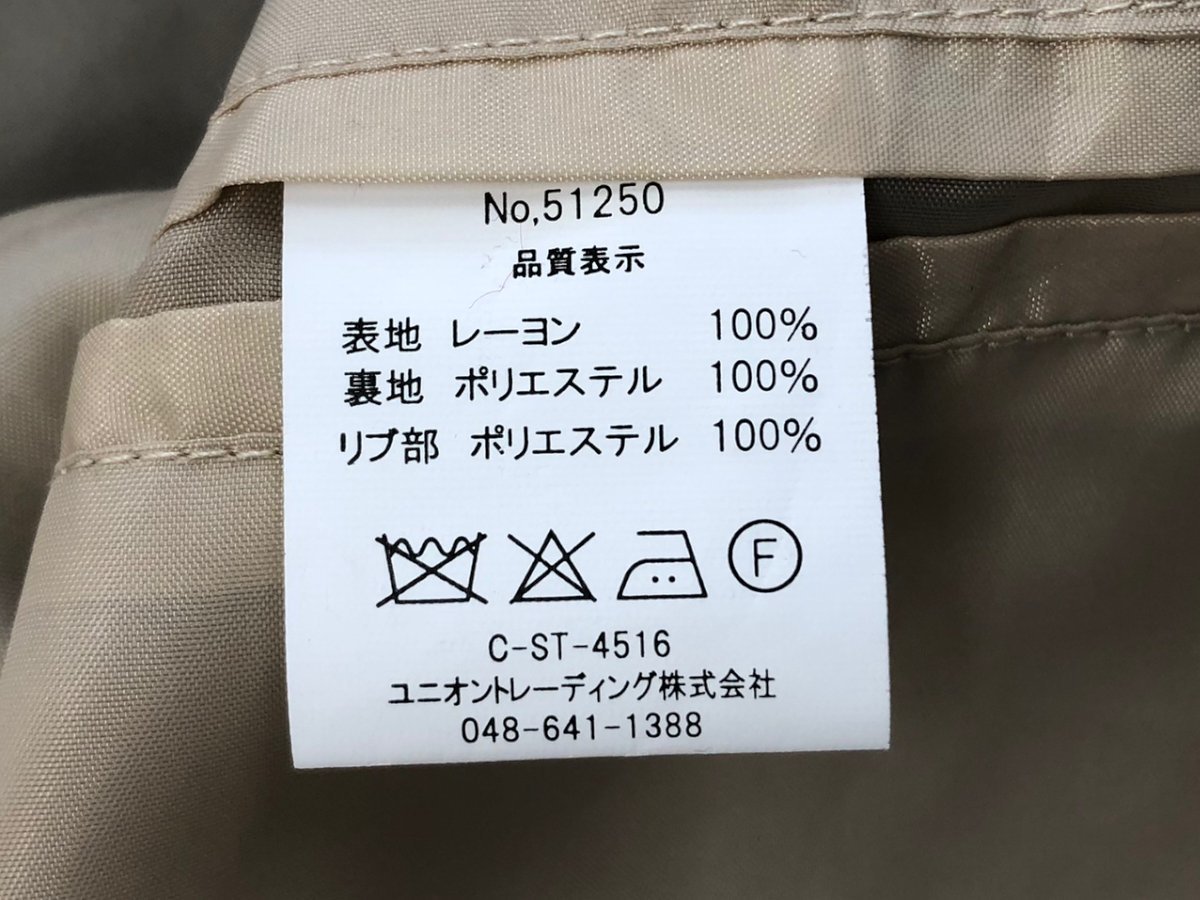 No,51250
品質表示
表地 レーヨン 100%
裏地 ポリエステル 100%
リブ部 ポリエステル 100%
F
C-ST-4516
ユニオントレーディング株式会社
048-641-1388